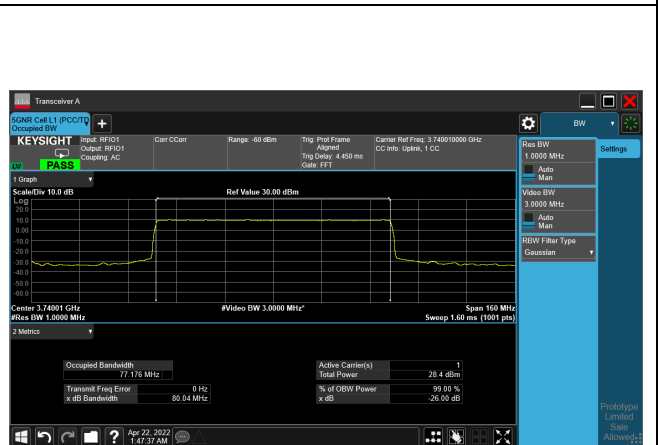 Transceiver A
5GNR Cell L1 (PCC/T
Occupied BW
BW
KEYSIGHT
LW
PASS
Input: RFIO1
Output: RFIO1
Coupling: AC
Corr CCorr
Range: -60 dBm
Trig: Prot Frame
Aligned
Trig Delay: 4.450 ms
Gate: FFT
Carrier Ref Freq: 3.740010000 GHz
CC Info: Uplink, 1 CC
Res BW
1.0000 MHz
Auto
Man
Video BW
3.0000 MHz
Auto
Man
RBW Filter Type
Gaussian
Settings
1 Graph
Scale/Div 10.0 dB
Ref Value 30.00 dBm
Log
20.0
10.0
0.00
-10.0
-20.0
-30.0
-40.0
-50.0
-60.0
Center 3.74001 GHz
#Video BW 3.0000 MHz*
Span 160 MHz
#Res BW 1.0000 MHz
Sweep 1.60 ms (1001 pts)
2 Metrics
Occupied Bandwidth
77.176 MHz
Active Carrier(s) 1
Total Power 28.4 dBm
Transmit Freq Error 0 Hz
x dB Bandwidth 80.04 MHz
% of OBW Power 99.00 %
x dB -26.00 dB
Prototype
Limited
Sale
Allowed
?
Apr 22, 2022
1:47:37 AM